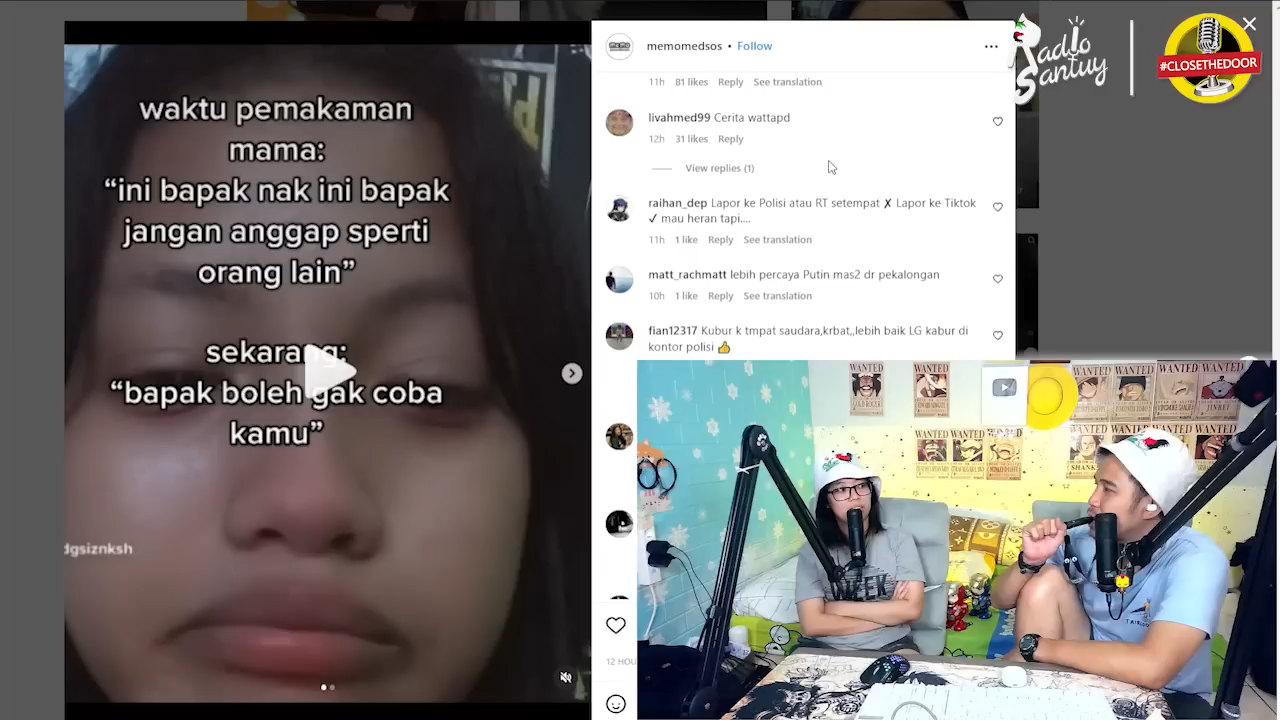 waktu pemakaman
mama:
“ini bapak nak ini bapak
jangan anggap sperti
orang lain”
sekarang:
“bapak boleh gak coba
kamu”
dgsiznksh
memomedsos • Follow
11h 81 likes Reply See translation
livahmed99 Cerita wattapd
12h 31 likes Reply
View replies (1)
raihan_dep Lapor ke Polisi atau RT setempat ✗ Lapor ke Tiktok
✓ mau heran tapi....
11h 1 like Reply See translation
matt_rachmatt lebih percaya Putin mas2 dr pekalongan
10h 1 like Reply See translation
fian12317 Kubur k tmpat saudara,krbat,,lebih baik LG kabur di
kontor polisi 👍
12 HOU
Radio
Santuy
#CLOSETHEDOOR
WANTED
WANTED
WANTED
WANTED
WANTED
WANTED
WANTED
WANTED
WANTED
WANTED
SHANKS